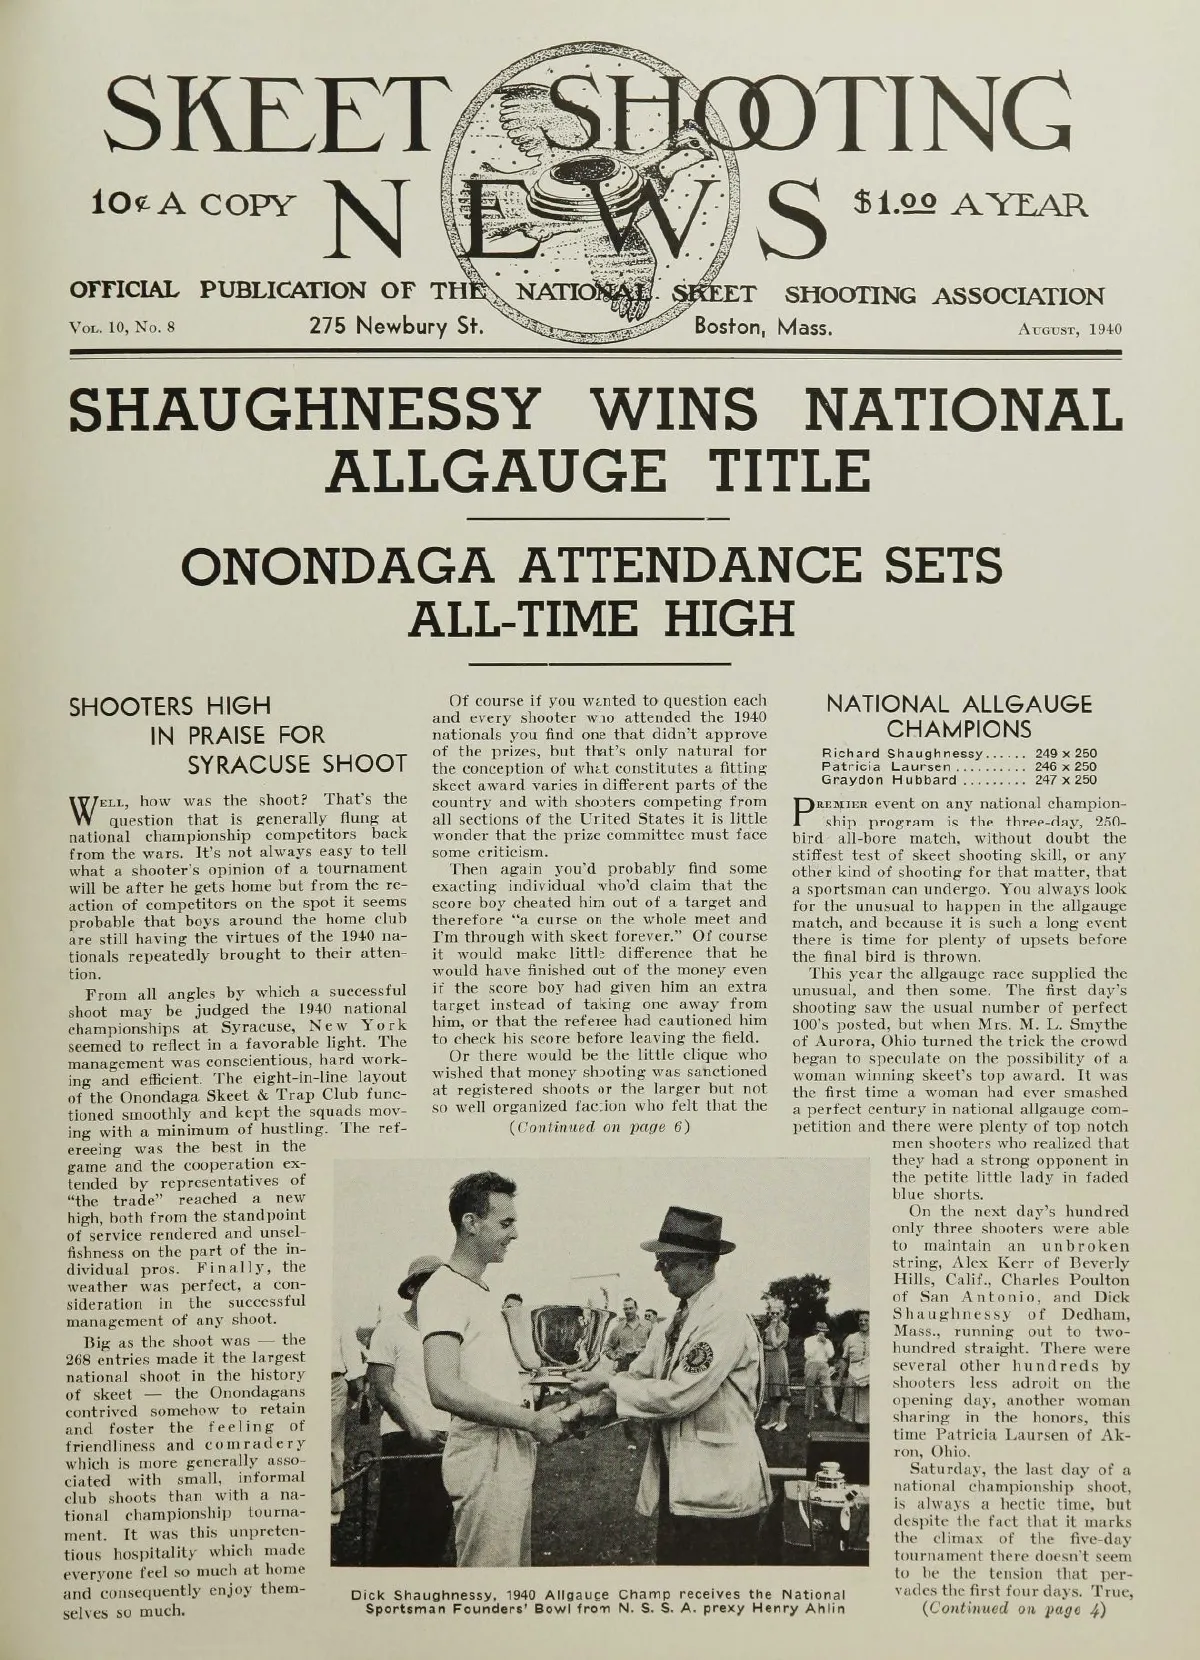 SKEET SHOOTING
10¢ A COPY NEWS $1.00 A YEAR
OFFICIAL PUBLICATION OF THE NATIONAL SKEET SHOOTING ASSOCIATION
VOL. 10, NO. 8 275 Newbury St. Boston, Mass. AUGUST, 1940
SHAUGHNESSY WINS NATIONAL
ALLGAUGE TITLE
ONONDAGA ATTENDANCE SETS
ALL-TIME HIGH
SHOOTERS HIGH
IN PRAISE FOR
SYRACUSE SHOOT
WELL, how was the shoot? That's the
question that is generally flung at
national championship competitors back
from the wars. It's not always easy to tell
what a shooter's opinion of a tournament
will be after he gets home but from the re-
action of competitors on the spot it seems
probable that boys around the home club
are still having the virtues of the 1940 na-
tionals repeatedly brought to their atten-
tion.
From all angles by which a successful
shoot may be judged the 1940 national
championships at Syracuse, New York
seemed to reflect in a favorable light. The
management was conscientious, hard work-
ing and efficient. The eight-in-line layout
of the Onondaga Skeet & Trap Club func-
tioned smoothly and kept the squads mov-
ing with a minimum of hustling. The ref-
ereeing was the best in the
game and the cooperation ex-
tended by representatives of
"the trade" reached a new
high, both from the standpoint
of service rendered and unsel-
fishness on the part of the in-
dividual pros. Finally, the
weather was perfect, a con-
sideration in the successful
management of any shoot.
Big as the shoot was — the
268 entries made it the largest
national shoot in the history
of skeet — the Onondagans
contrived somehow to retain
and foster the feeling of
friendliness and comradery
which is more generally asso-
ciated with small, informal
club shoots than with a na-
tional championship tourna-
ment. It was this unpreten-
tious hospitality which made
everyone feel so much at home
and consequently enjoy them-
selves so much.
Of course if you wanted to question each
and every shooter who attended the 1940
nationals you find one that didn't approve
of the prizes, but that's only natural for
the conception of what constitutes a fitting
skeet award varies in different parts of the
country and with shooters competing from
all sections of the United States it is little
wonder that the prize committee must face
some criticism.
Then again you'd probably find some
exacting individual who'd claim that the
score boy cheated him out of a target and
therefore "a curse on the whole meet and
I'm through with skeet forever." Of course
it would make little difference that he
would have finished out of the money even
if the score boy had given him an extra
target instead of taking one away from
him, or that the referee had cautioned him
to check his score before leaving the field.
Or there would be the little clique who
wished that money shooting was sanctioned
at registered shoots or the larger but not
so well organized faction who felt that the
(Continued on page 6)
NATIONAL ALLGAUGE
CHAMPIONS
Richard Shaughnessy...... 249 x 250
Patricia Laursen.......... 246 x 250
Graydon Hubbard......... 247 x 250
PREMIER event on any national champion-
ship program is the three-day, 250-
bird all-bore match, without doubt the
stiffest test of skeet shooting skill, or any
other kind of shooting for that matter, that
a sportsman can undergo. You always look
for the unusual to happen in the allgauge
match, and because it is such a long event
there is time for plenty of upsets before
the final bird is thrown.
This year the allgauge race supplied the
unusual, and then some. The first day's
shooting saw the usual number of perfect
100's posted, but when Mrs. M. L. Smythe
of Aurora, Ohio turned the trick the crowd
began to speculate on the possibility of a
woman winning skeet's top award. It was
the first time a woman had ever smashed
a perfect century in national allgauge com-
petition and there were plenty of top notch
men shooters who realized that
they had a strong opponent in
the petite little lady in faded
blue shorts.
On the next day's hundred
only three shooters were able
to maintain an unbroken
string, Alex Kerr of Beverly
Hills, Calif., Charles Poulton
of San Antonio, and Dick
Shaughnessy of Dedham,
Mass., running out to two-
hundred straight. There were
several other hundreds by
shooters less adroit on the
opening day, another woman
sharing in the honors, this
time Patricia Laursen of Ak-
ron, Ohio.
Saturday, the last day of a
national championship shoot,
is always a hectic time, but
despite the fact that it marks
the climax of the five-day
tournament there doesn't seem
to be the tension that per-
vades the first four days. True,
(Continued on page 4)
Dick Shaughnessy, 1940 Allgauge Champ receives the National
Sportsman Founders' Bowl from N. S. S. A. prexy Henry Ahlin